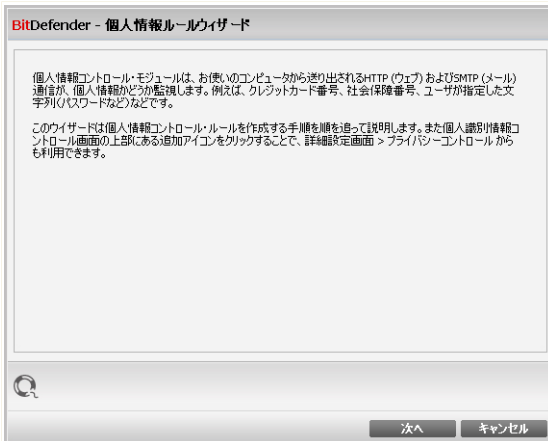 BitDefender - 個人情報ルールウィザード
個人情報コントロール・モジュールは、お使いのコンピュータから送り出されるHTTP (ウェブ) およびSMTP (メール)
通信が、個人情報かどうか監視します。例えば、クレジットカード番号、社会保障番号、ユーザが指定した文
字列(パスワードなど)などです。
このウィザードは個人情報コントロール・ルールを作成する手順を順を追って説明します。また個人識別情報コ
ントロール画面の上部にある追加アイコンをクリックすることで、詳細設定画面 > プライバシーコントロール から
も利用できます。
次へ
キャンセル